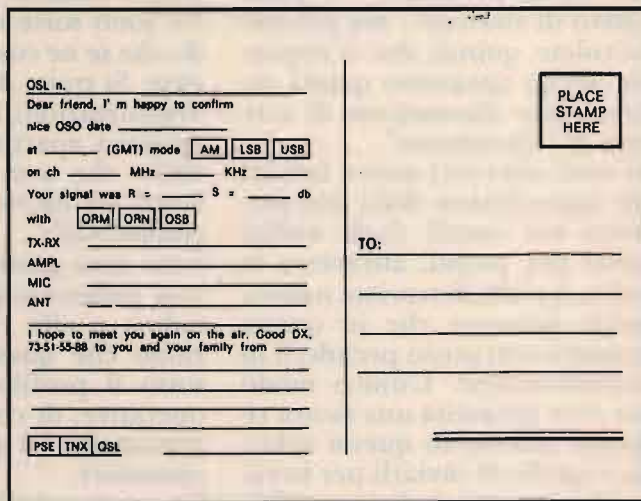 QSL n.
Dear friend, I' m happy to confirm
nice QSO date
at (GMT) mode AM LSB USB
on ch MHz KHz
Your signal was R = S = db
with QRM QRN QSB
TX-RX
AMPL
MIC
ANT
I hope to meet you again on the air. Good DX,
73-51-55-88 to you and your family from
PSE TNX QSL
PLACE
STAMP
HERE
TO: